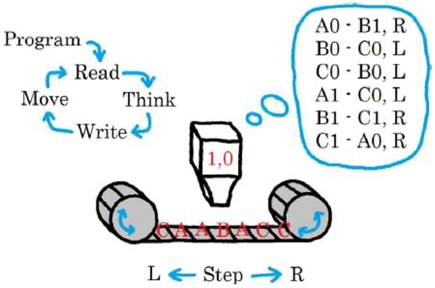 Program
Read
Move
Think
Write
A0 - B1, R
B0 - C0, L
C0 - B0, L
A1 - C0, L
B1 - C1, R
C1 - A0, R
1,0
C A A B A C C
L Step R